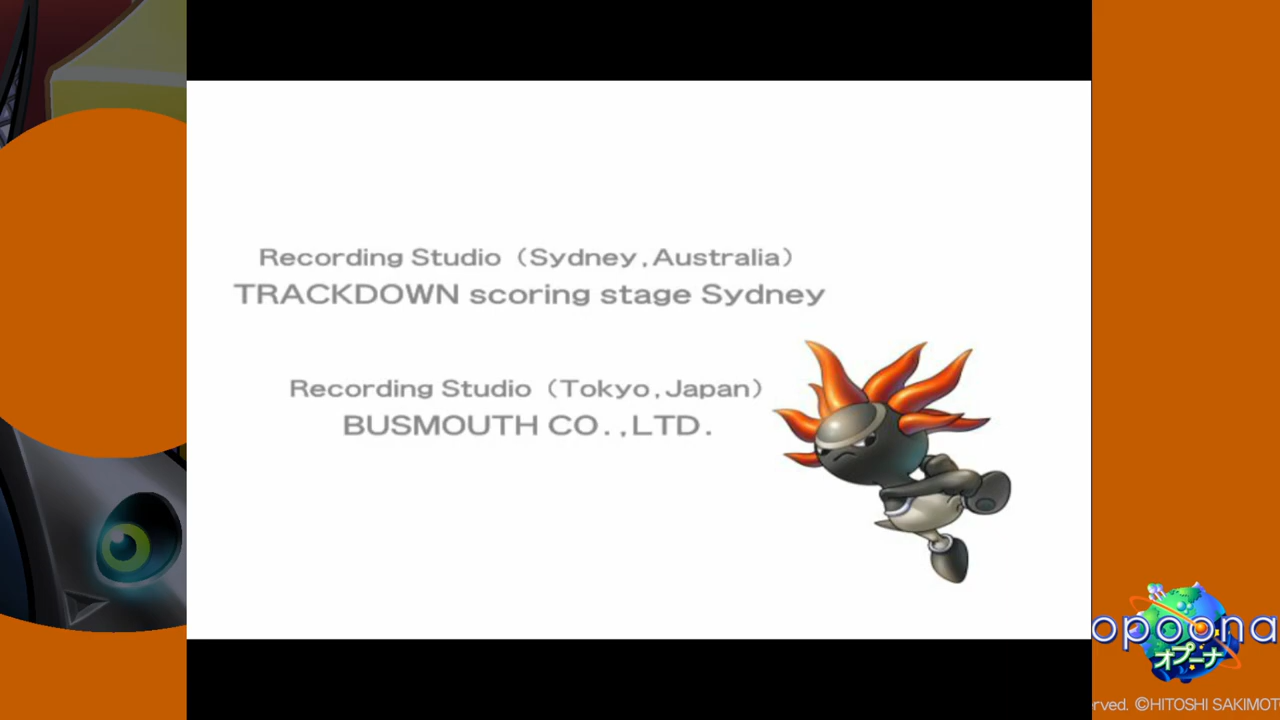 Recording Studio（Sydney,Australia）
TRACKDOWN scoring stage Sydney
Recording Studio（Tokyo,Japan）
BUSMOUTH CO.,LTD.
opoona
オプーナ
rved. ©HITOSHI SAKIMOT